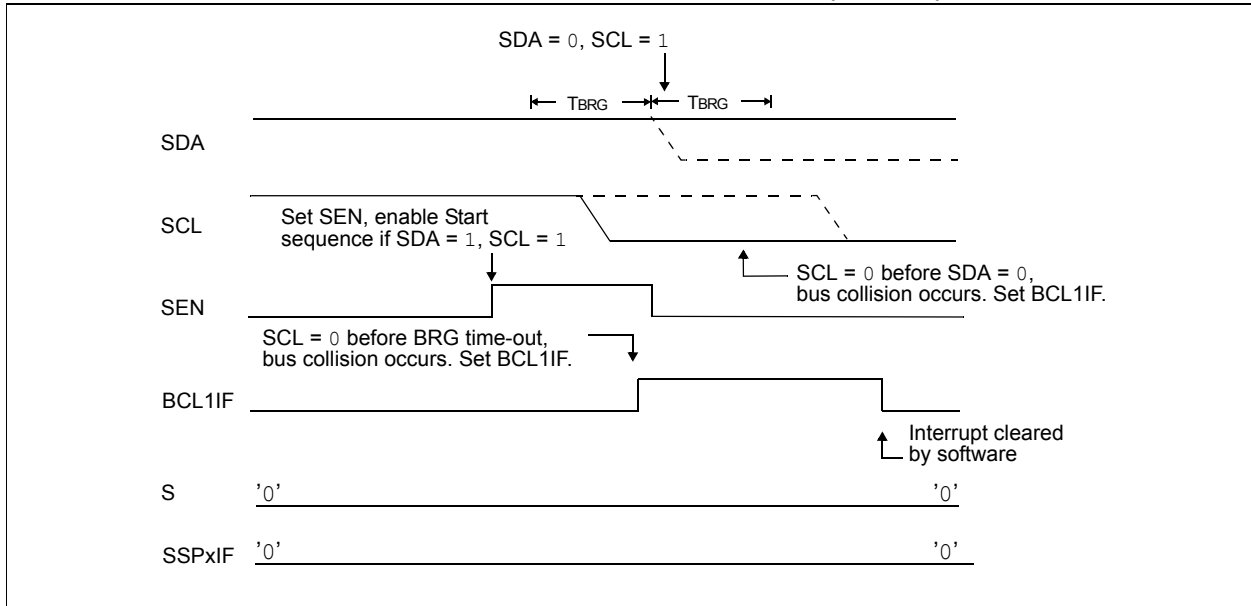 SDA = 0, SCL = 1
TBRG TBRG
SDA
SCL
Set SEN, enable Start
sequence if SDA = 1, SCL = 1
SCL = 0 before SDA = 0,
bus collision occurs. Set BCL1IF.
SEN
SCL = 0 before BRG time-out,
bus collision occurs. Set BCL1IF.
BCL1IF
Interrupt cleared
by software
S '0' '0'
SSPxIF '0' '0'